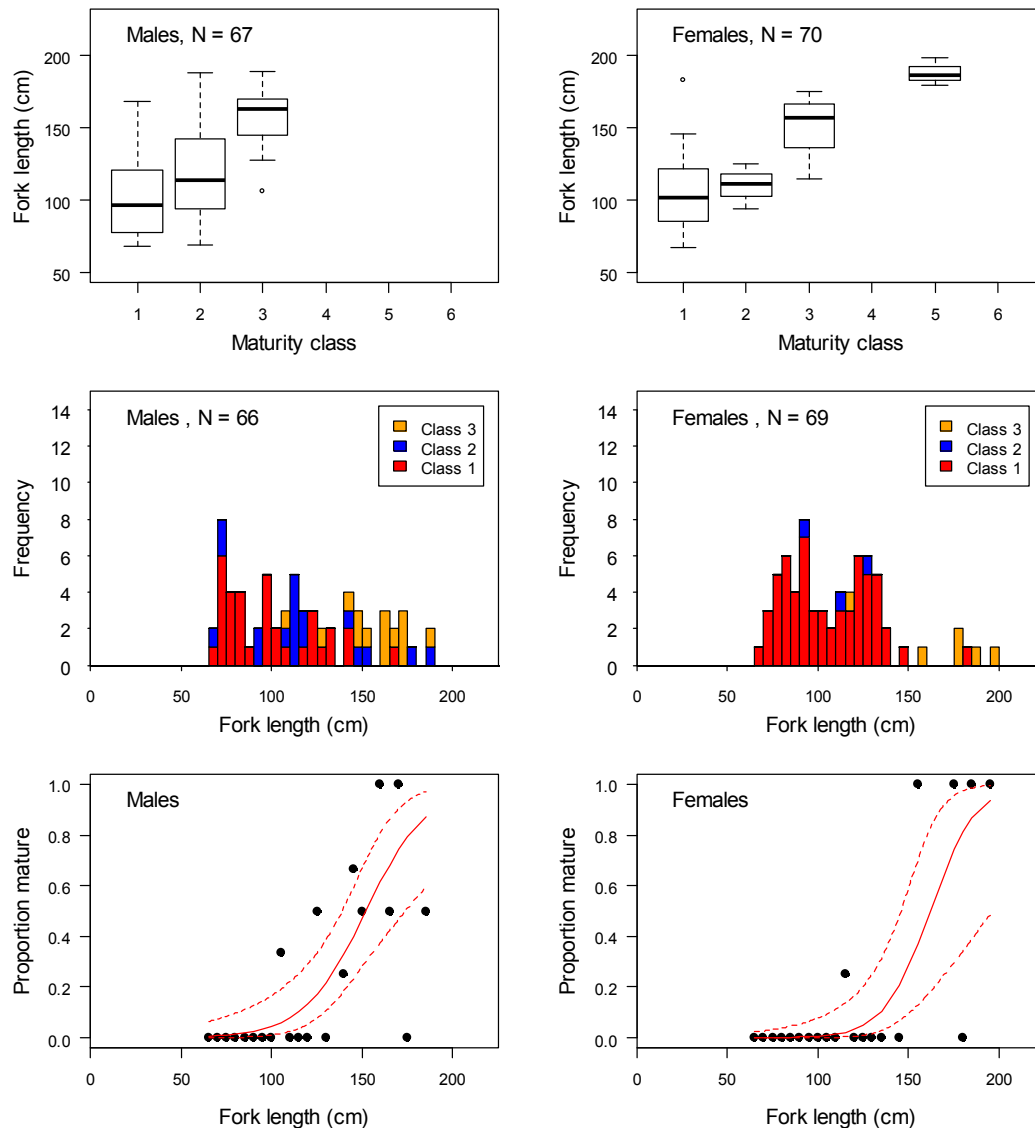 Males, N = 67
Fork length (cm)
200
150
100
50
1 2 3 4 5 6
Maturity class
Females, N = 70
Fork length (cm)
200
150
100
50
1 2 3 4 5 6
Maturity class
Males , N = 66
Class 3
Class 2
Class 1
Frequency
14
12
10
8
6
4
2
0
0 50 100 150 200
Fork length (cm)
Females , N = 69
Class 3
Class 2
Class 1
Frequency
14
12
10
8
6
4
2
0
0 50 100 150 200
Fork length (cm)
Males
Proportion mature
1.0
0.8
0.6
0.4
0.2
0.0
0 50 100 150 200
Fork length (cm)
Females
Proportion mature
1.0
0.8
0.6
0.4
0.2
0.0
0 50 100 150 200
Fork length (cm)